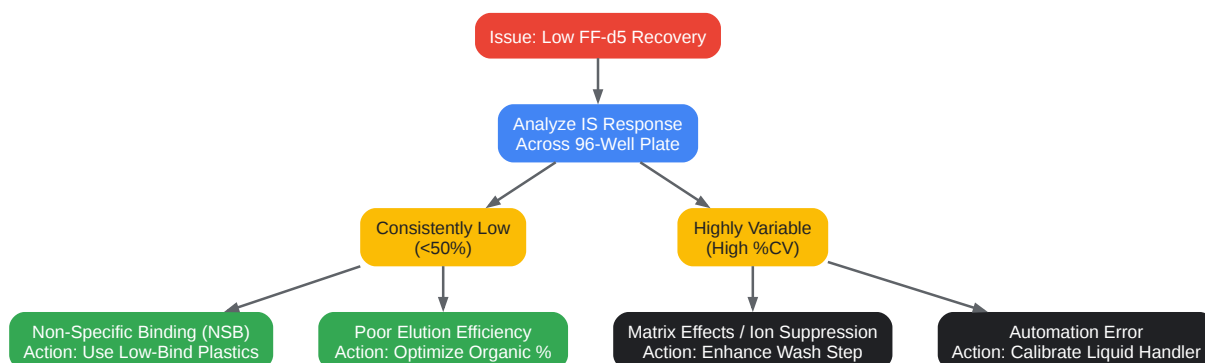 Issue: Low FF-d5 Recovery
Analyze IS Response
Across 96-Well Plate
Consistently Low
(<50%)
Highly Variable
(High %CV)
Non-Specific Binding (NSB)
Action: Use Low-Bind Plastics
Poor Elution Efficiency
Action: Optimize Organic %
Matrix Effects / Ion Suppression
Action: Enhance Wash Step
Automation Error
Action: Calibrate Liquid Handler